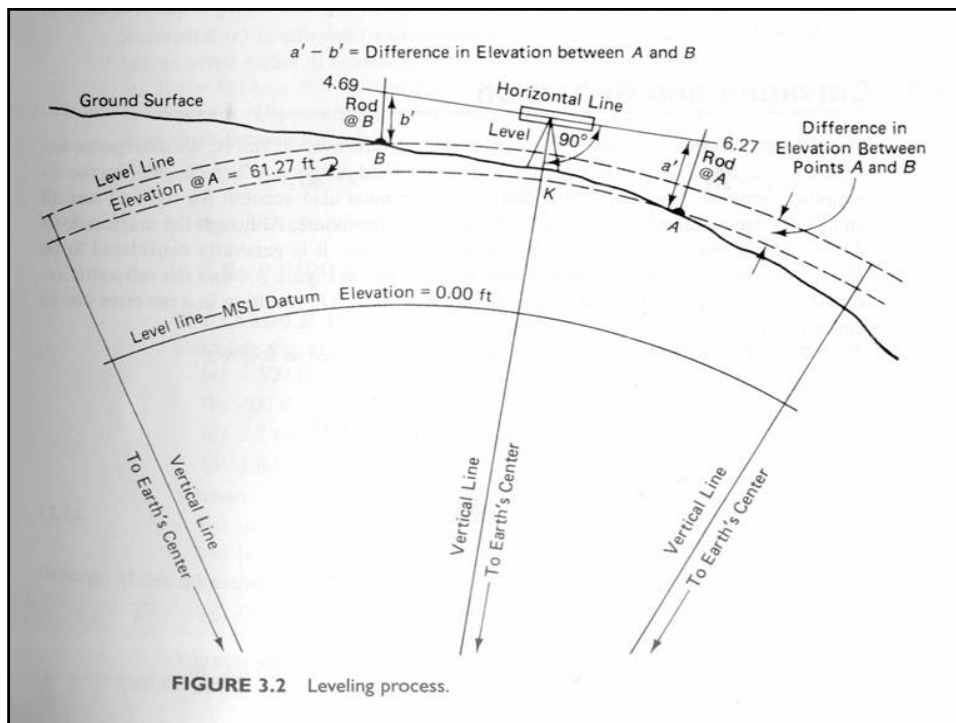 a′ – b′ = Difference in Elevation between A and B
4.69
Rod
@B
b′
Ground Surface
Horizontal Line
Level
90°
6.27
a′
Rod
@A
Difference in
Elevation Between
Points A and B
B
Level Line
Elevation @A = 61.27 ft
K
A
Level line—MSL Datum Elevation = 0.00 ft
Vertical Line
To Earth's Center
Vertical Line
To Earth's Center
Vertical Line
To Earth's Center
FIGURE 3.2 Leveling process.